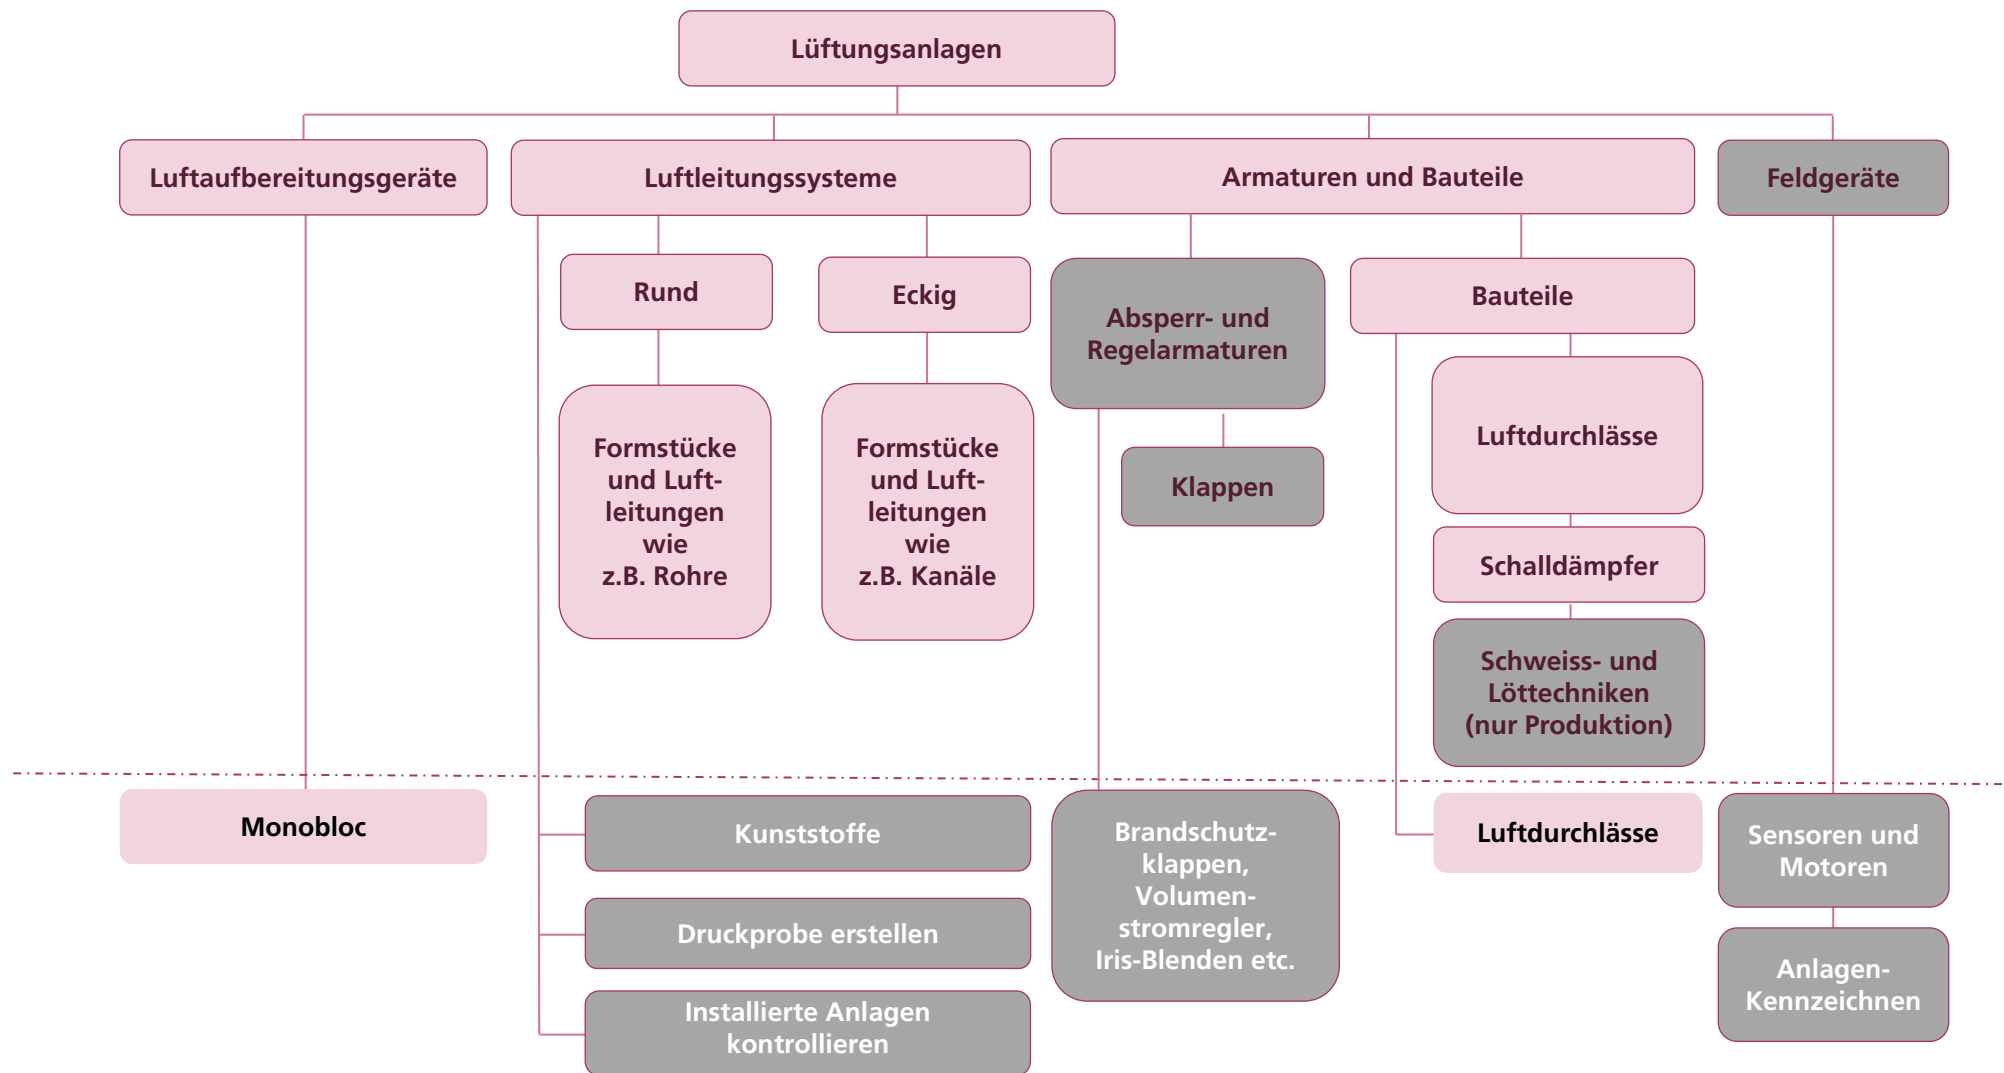 Lüftungsanlagen
Luftaufbereitungsgeräte
Luftleitungssysteme
Armaturen und Bauteile
Feldgeräte
Rund
Eckig
Absperr- und
Regelarmaturen
Bauteile
Formstücke
und Luft-
leitungen
wie
z.B. Rohre
Formstücke
und Luft-
leitungen
wie
z.B. Kanäle
Klappen
Luftdurchlässe
Schalldämpfer
Schweiss- und
Löttechniken
(nur Produktion)
Monobloc
Kunststoffe
Druckprobe erstellen
Installierte Anlagen
kontrollieren
Brandschutz-
klappen,
Volumen-
stromregler,
Iris-Blenden etc.
Luftdurchlässe
Sensoren und
Motoren
Anlagen-
Kennzeichnen